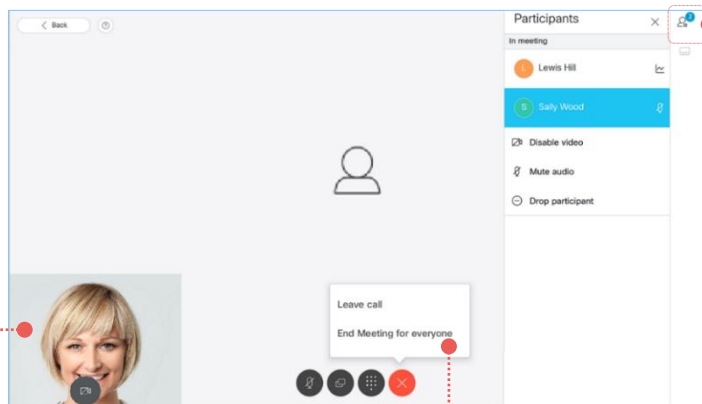 Back
?
Participants
2
In meeting
L Lewis Hill
S Sally Wood
Disable video
Mute audio
Drop participant
Leave call
End Meeting for everyone